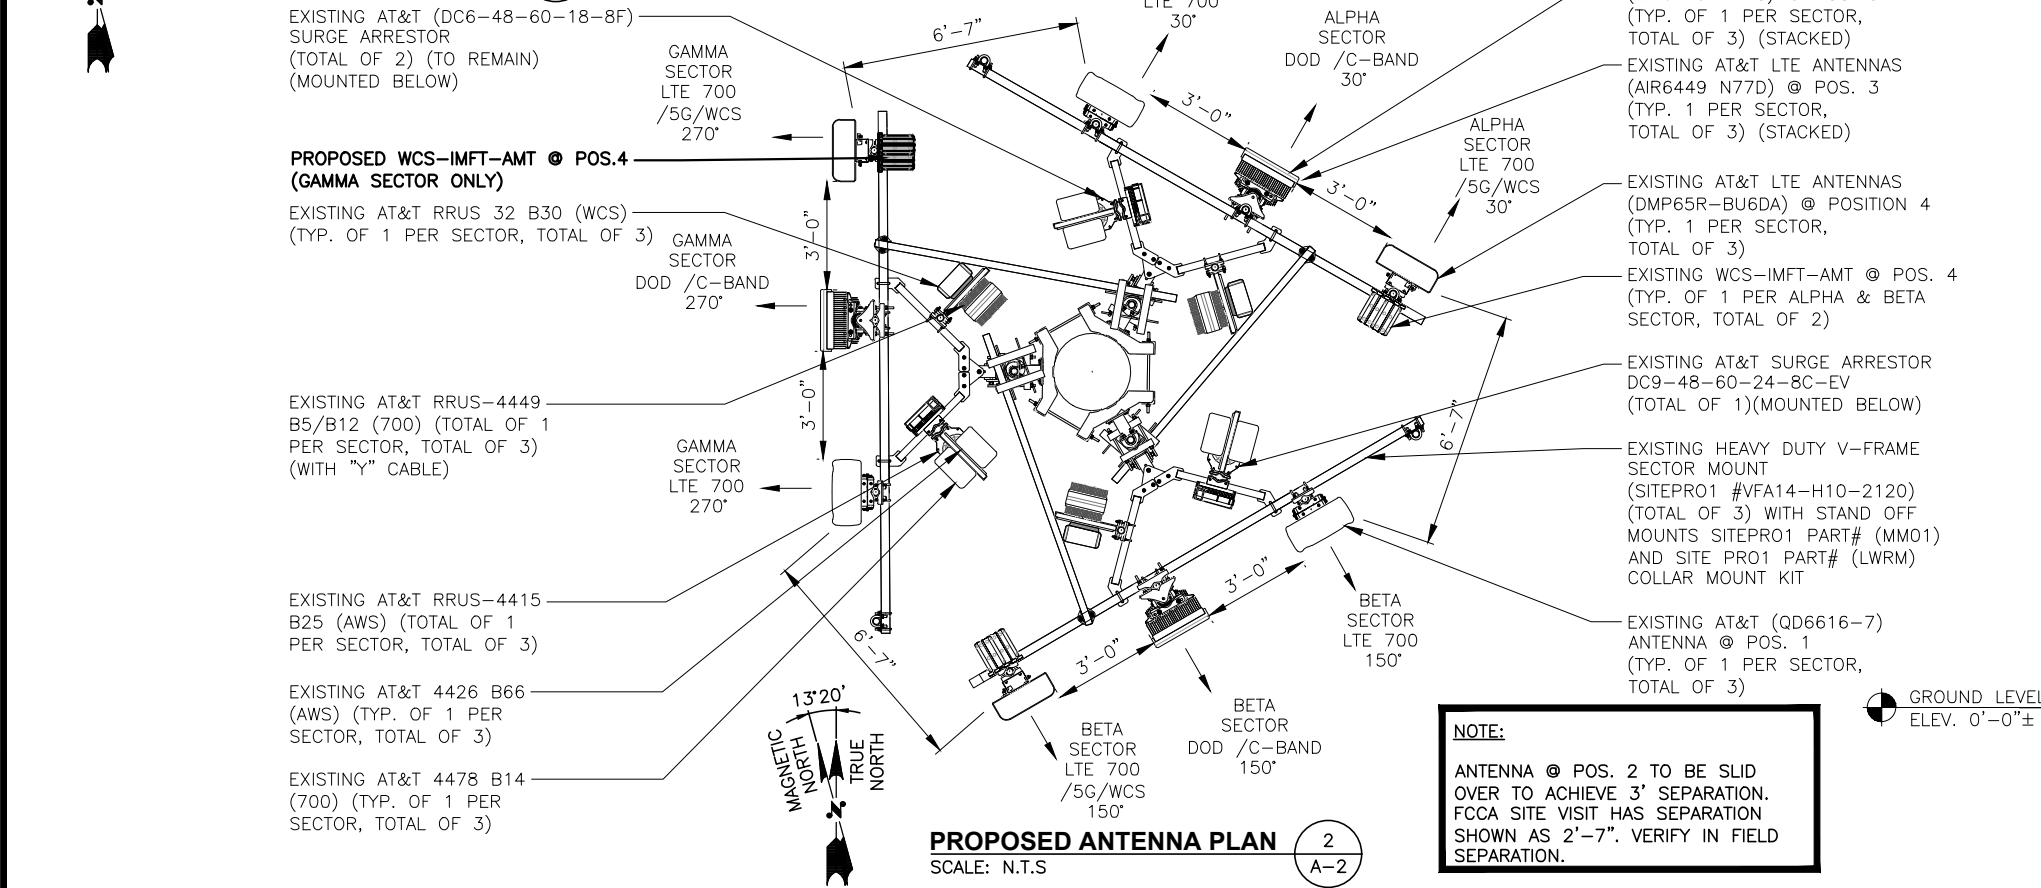 EXISTING AT&T (DC6-48-60-18-8F)
SURGE ARRESTOR
(TOTAL OF 2) (TO REMAIN)
(MOUNTED BELOW)
PROPOSED WCS-IMFT-AMT @ POS.4
(GAMMA SECTOR ONLY)
EXISTING AT&T RRUS 32 B30 (WCS)
(TYP. OF 1 PER SECTOR, TOTAL OF 3)
EXISTING AT&T RRUS-4449
B5/B12 (700) (TOTAL OF 1
PER SECTOR, TOTAL OF 3)
(WITH "Y" CABLE)
EXISTING AT&T RRUS-4415
B25 (AWS) (TOTAL OF 1
PER SECTOR, TOTAL OF 3)
EXISTING AT&T 4426 B66
(AWS) (TYP. OF 1 PER
SECTOR, TOTAL OF 3)
EXISTING AT&T 4478 B14
(700) (TYP. OF 1 PER
SECTOR, TOTAL OF 3)
GAMMA
SECTOR
LTE 700
/5G/WCS
270°
GAMMA
SECTOR
DOD /C-BAND
270°
GAMMA
SECTOR
LTE 700
270°
6'-7"
3'-0"
3'-0"
6'-7"
LTE 700
30°
3'-0"
ALPHA
SECTOR
DOD /C-BAND
30°
3'-0"
ALPHA
SECTOR
LTE 700
/5G/WCS
30°
6'-7"
3'-0"
3'-0"
BETA
SECTOR
LTE 700
150°
BETA
SECTOR
DOD /C-BAND
150°
BETA
SECTOR
LTE 700
/5G/WCS
150°
(TYP. OF 1 PER SECTOR,
TOTAL OF 3) (STACKED)
EXISTING AT&T LTE ANTENNAS
(AIR6449 N77D) @ POS. 3
(TYP. 1 PER SECTOR,
TOTAL OF 3) (STACKED)
EXISTING AT&T LTE ANTENNAS
(DMP65R-BU6DA) @ POSITION 4
(TYP. 1 PER SECTOR,
TOTAL OF 3)
EXISTING WCS-IMFT-AMT @ POS. 4
(TYP. OF 1 PER ALPHA & BETA
SECTOR, TOTAL OF 2)
EXISTING AT&T SURGE ARRESTOR
DC9-48-60-24-8C-EV
(TOTAL OF 1)(MOUNTED BELOW)
EXISTING HEAVY DUTY V-FRAME
SECTOR MOUNT
(SITEPRO1 #VFA14-H10-2120)
(TOTAL OF 3) WITH STAND OFF
MOUNTS SITEPRO1 PART# (MM01)
AND SITE PRO1 PART# (LWRM)
COLLAR MOUNT KIT
EXISTING AT&T (QD6616-7)
ANTENNA @ POS. 1
(TYP. OF 1 PER SECTOR,
TOTAL OF 3)
GROUND LEVEL
ELEV. 0'-0"±
13°20'
MAGNETIC
NORTH
TRUE
NORTH
N
PROPOSED ANTENNA PLAN
SCALE: N.T.S
2
A-2
NOTE:
ANTENNA @ POS. 2 TO BE SLID
OVER TO ACHIEVE 3' SEPARATION.
FCCA SITE VISIT HAS SEPARATION
SHOWN AS 2'-7". VERIFY IN FIELD
SEPARATION.